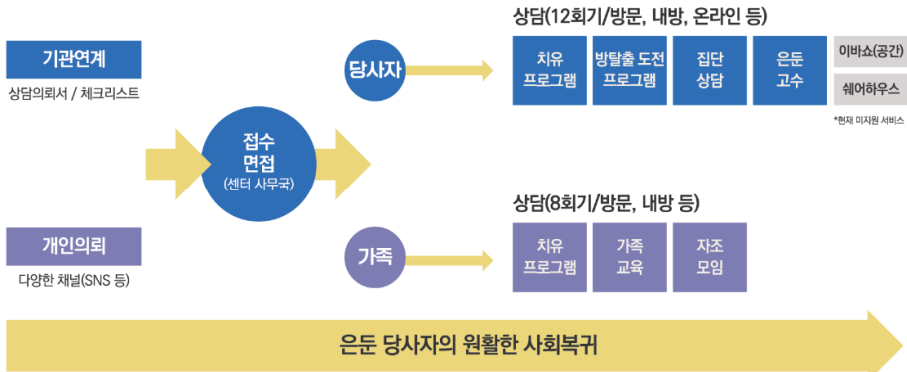 기관연계
상담의뢰서 / 체크리스트
개인의뢰
다양한 채널(SNS 등)
접수
면접
(센터 사무국)
당사자
상담(12회기/방문, 내방, 온라인 등)
치유
프로그램
방탈출 도전
프로그램
집단
상담
은둔
고수
이바쇼(공간)
쉐어하우스
*현재 미지원 서비스
가족
상담(8회기/방문, 내방 등)
치유
프로그램
가족
교육
자조
모임
은둔 당사자의 원활한 사회복귀